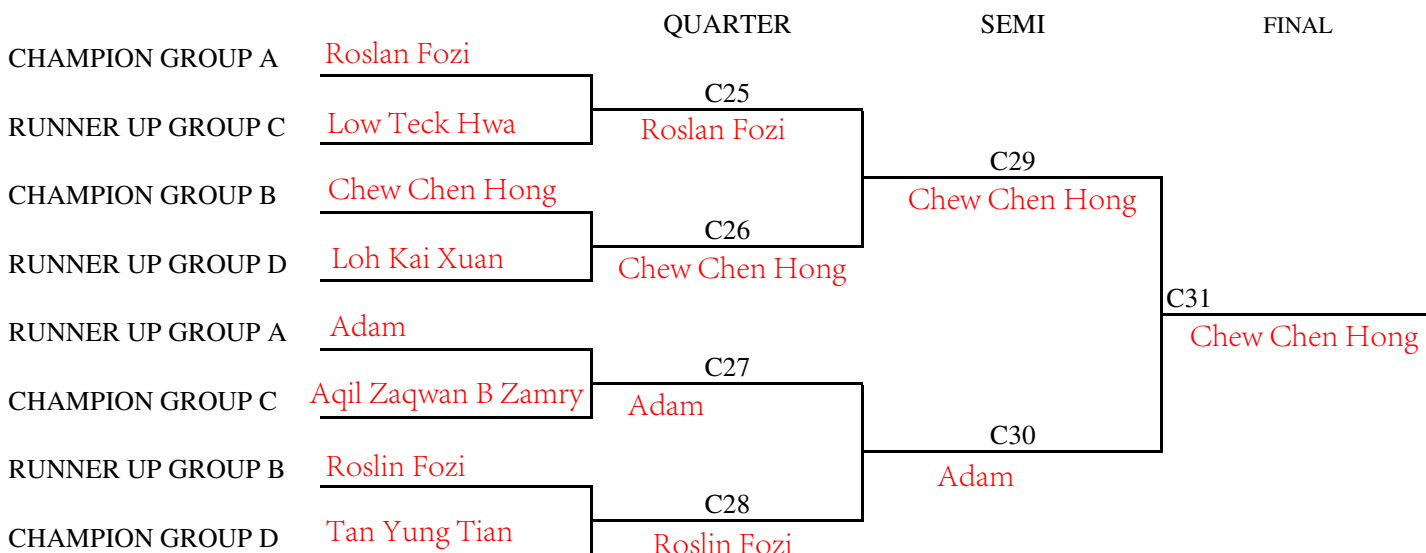 QUARTER SEMI FINAL
CHAMPION GROUP A Roslan Fozi
C25
RUNNER UP GROUP C Low Teck Hwa Roslan Fozi
C29
CHAMPION GROUP B Chew Chen Hong Chew Chen Hong
C26
RUNNER UP GROUP D Loh Kai Xuan Chew Chen Hong
C31
RUNNER UP GROUP A Adam Chew Chen Hong
C27
CHAMPION GROUP C Aqil Zaqwan B Zamry Adam
C30
RUNNER UP GROUP B Roslin Fozi Adam
C28
CHAMPION GROUP D Tan Yung Tian Roslin Fozi